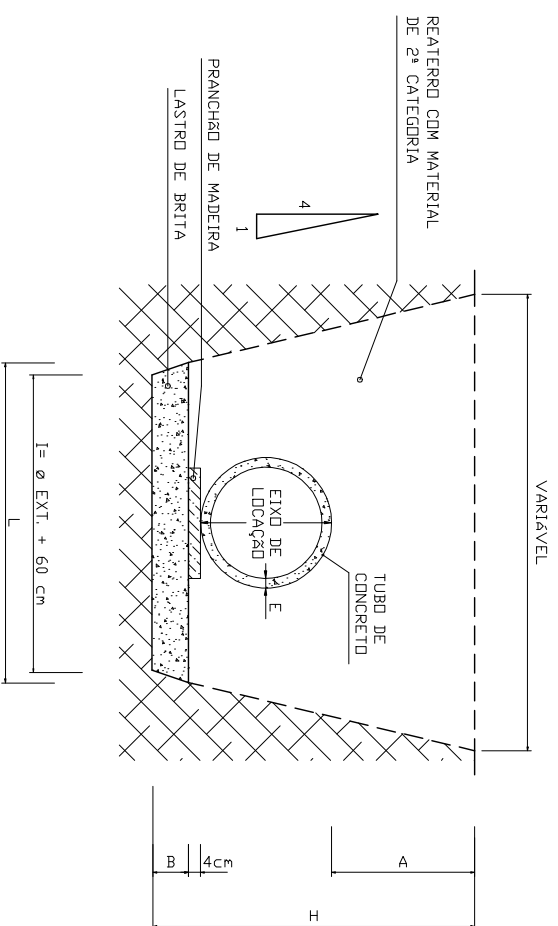 REATERRO COM MATERIAL
DE 2ª CATEGORIA
PRANCHÃO DE MADEIRA
LASTRO DE BRITA
4
1
VARIÁVEL
EIXO DE
LOCAÇÃO
E
TUBO DE
CONCRETO
I= ø EXT. + 60 cm
L
B
4cm
A
H